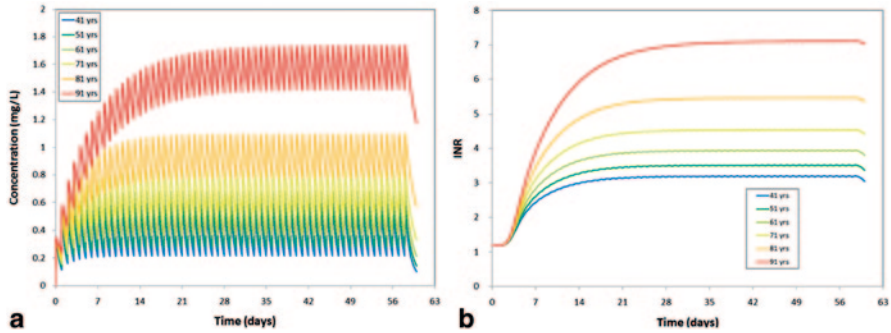 Concentration (mg/L)
2
1.8
1.6
1.4
1.2
1
0.8
0.6
0.4
0.2
0
41 yrs
51 yrs
61 yrs
71 yrs
81 yrs
91 yrs
0 7 14 21 28 35 42 49 56 63
Time (days)
a
INR
8
7
6
5
4
3
2
1
0
41 yrs
51 yrs
61 yrs
71 yrs
81 yrs
91 yrs
0 7 14 21 28 35 42 49 56 63
Time (days)
b